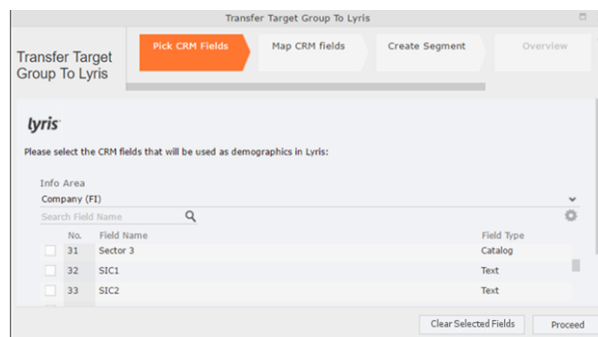 Transfer Target Group To Lyris
Transfer Target
Group To Lyris
Pick CRM Fields
Map CRM fields
Create Segment
Overview
lyris
Please select the CRM fields that will be used as demographics in Lyris:
Info Area
Company (FI)
Search Field Name
No. Field Name Field Type
31 Sector 3 Catalog
32 SIC1 Text
33 SIC2 Text
Clear Selected Fields Proceed